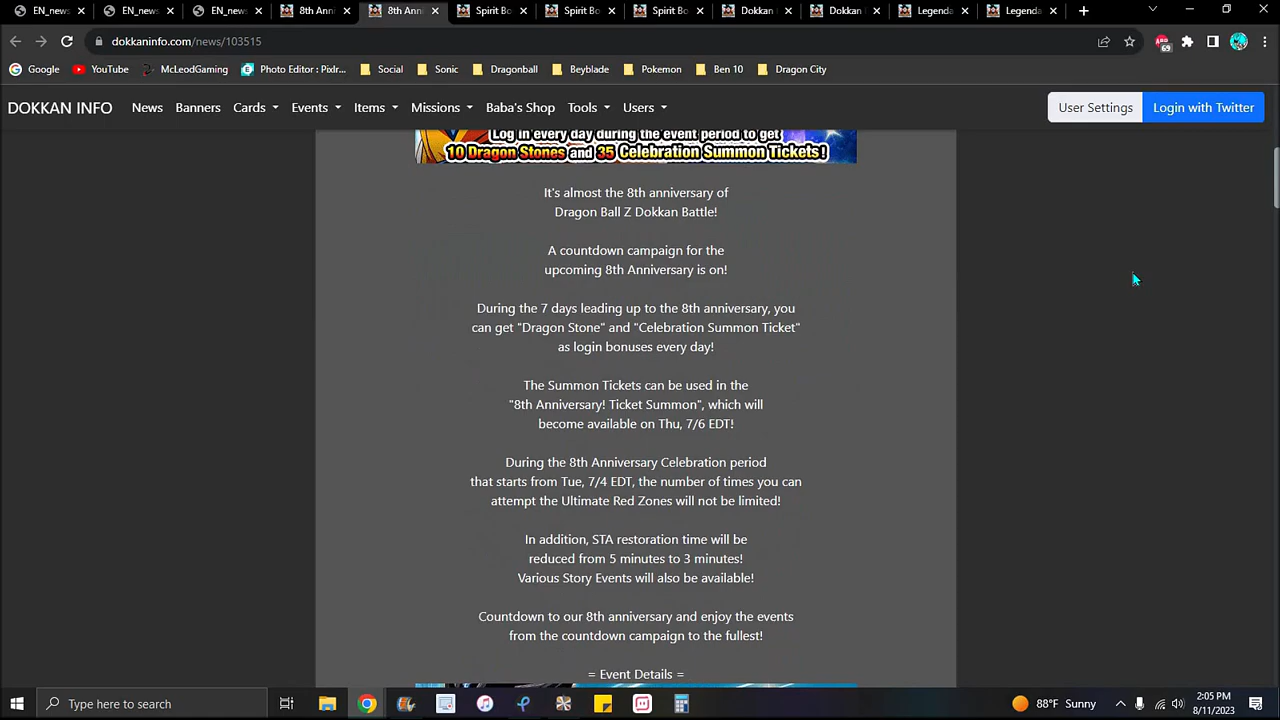 EN_news
EN_news
EN_news
8th Anni
8th Anni
Spirit Bo
Spirit Bo
Spirit Bo
Dokkan
Dokkan
Legenda
Legenda
dokkaninfo.com/news/103515
65
Google
YouTube
McLeodGaming
Photo Editor : Pixlr...
Social
Sonic
Dragonball
Beyblade
Pokemon
Ben 10
Dragon City
DOKKAN INFO
News
Banners
Cards
Events
Items
Missions
Baba's Shop
Tools
Users
User Settings
Login with Twitter
Log in every day during the event period to get
10 Dragon Stones and 35 Celebration Summon Tickets!
It's almost the 8th anniversary of
Dragon Ball Z Dokkan Battle!
A countdown campaign for the
upcoming 8th Anniversary is on!
During the 7 days leading up to the 8th anniversary, you
can get "Dragon Stone" and "Celebration Summon Ticket"
as login bonuses every day!
The Summon Tickets can be used in the
"8th Anniversary! Ticket Summon", which will
become available on Thu, 7/6 EDT!
During the 8th Anniversary Celebration period
that starts from Tue, 7/4 EDT, the number of times you can
attempt the Ultimate Red Zones will not be limited!
In addition, STA restoration time will be
reduced from 5 minutes to 3 minutes!
Various Story Events will also be available!
Countdown to our 8th anniversary and enjoy the events
from the countdown campaign to the fullest!
= Event Details =
Type here to search
88°F Sunny
2:05 PM
8/11/2023